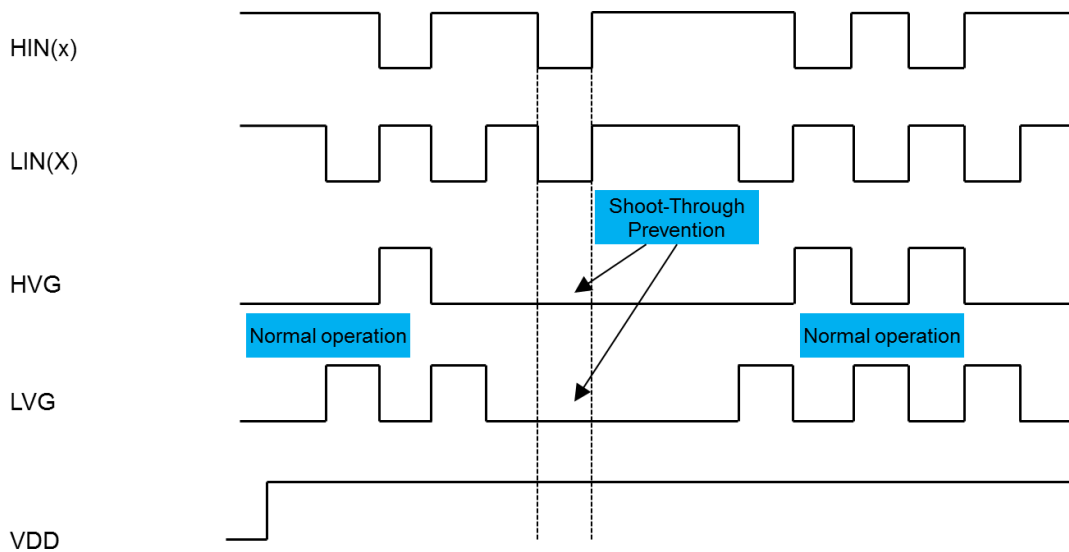 HIN(x)
LIN(X)
Shoot-Through
Prevention
HVG
Normal operation
Normal operation
LVG
VDD